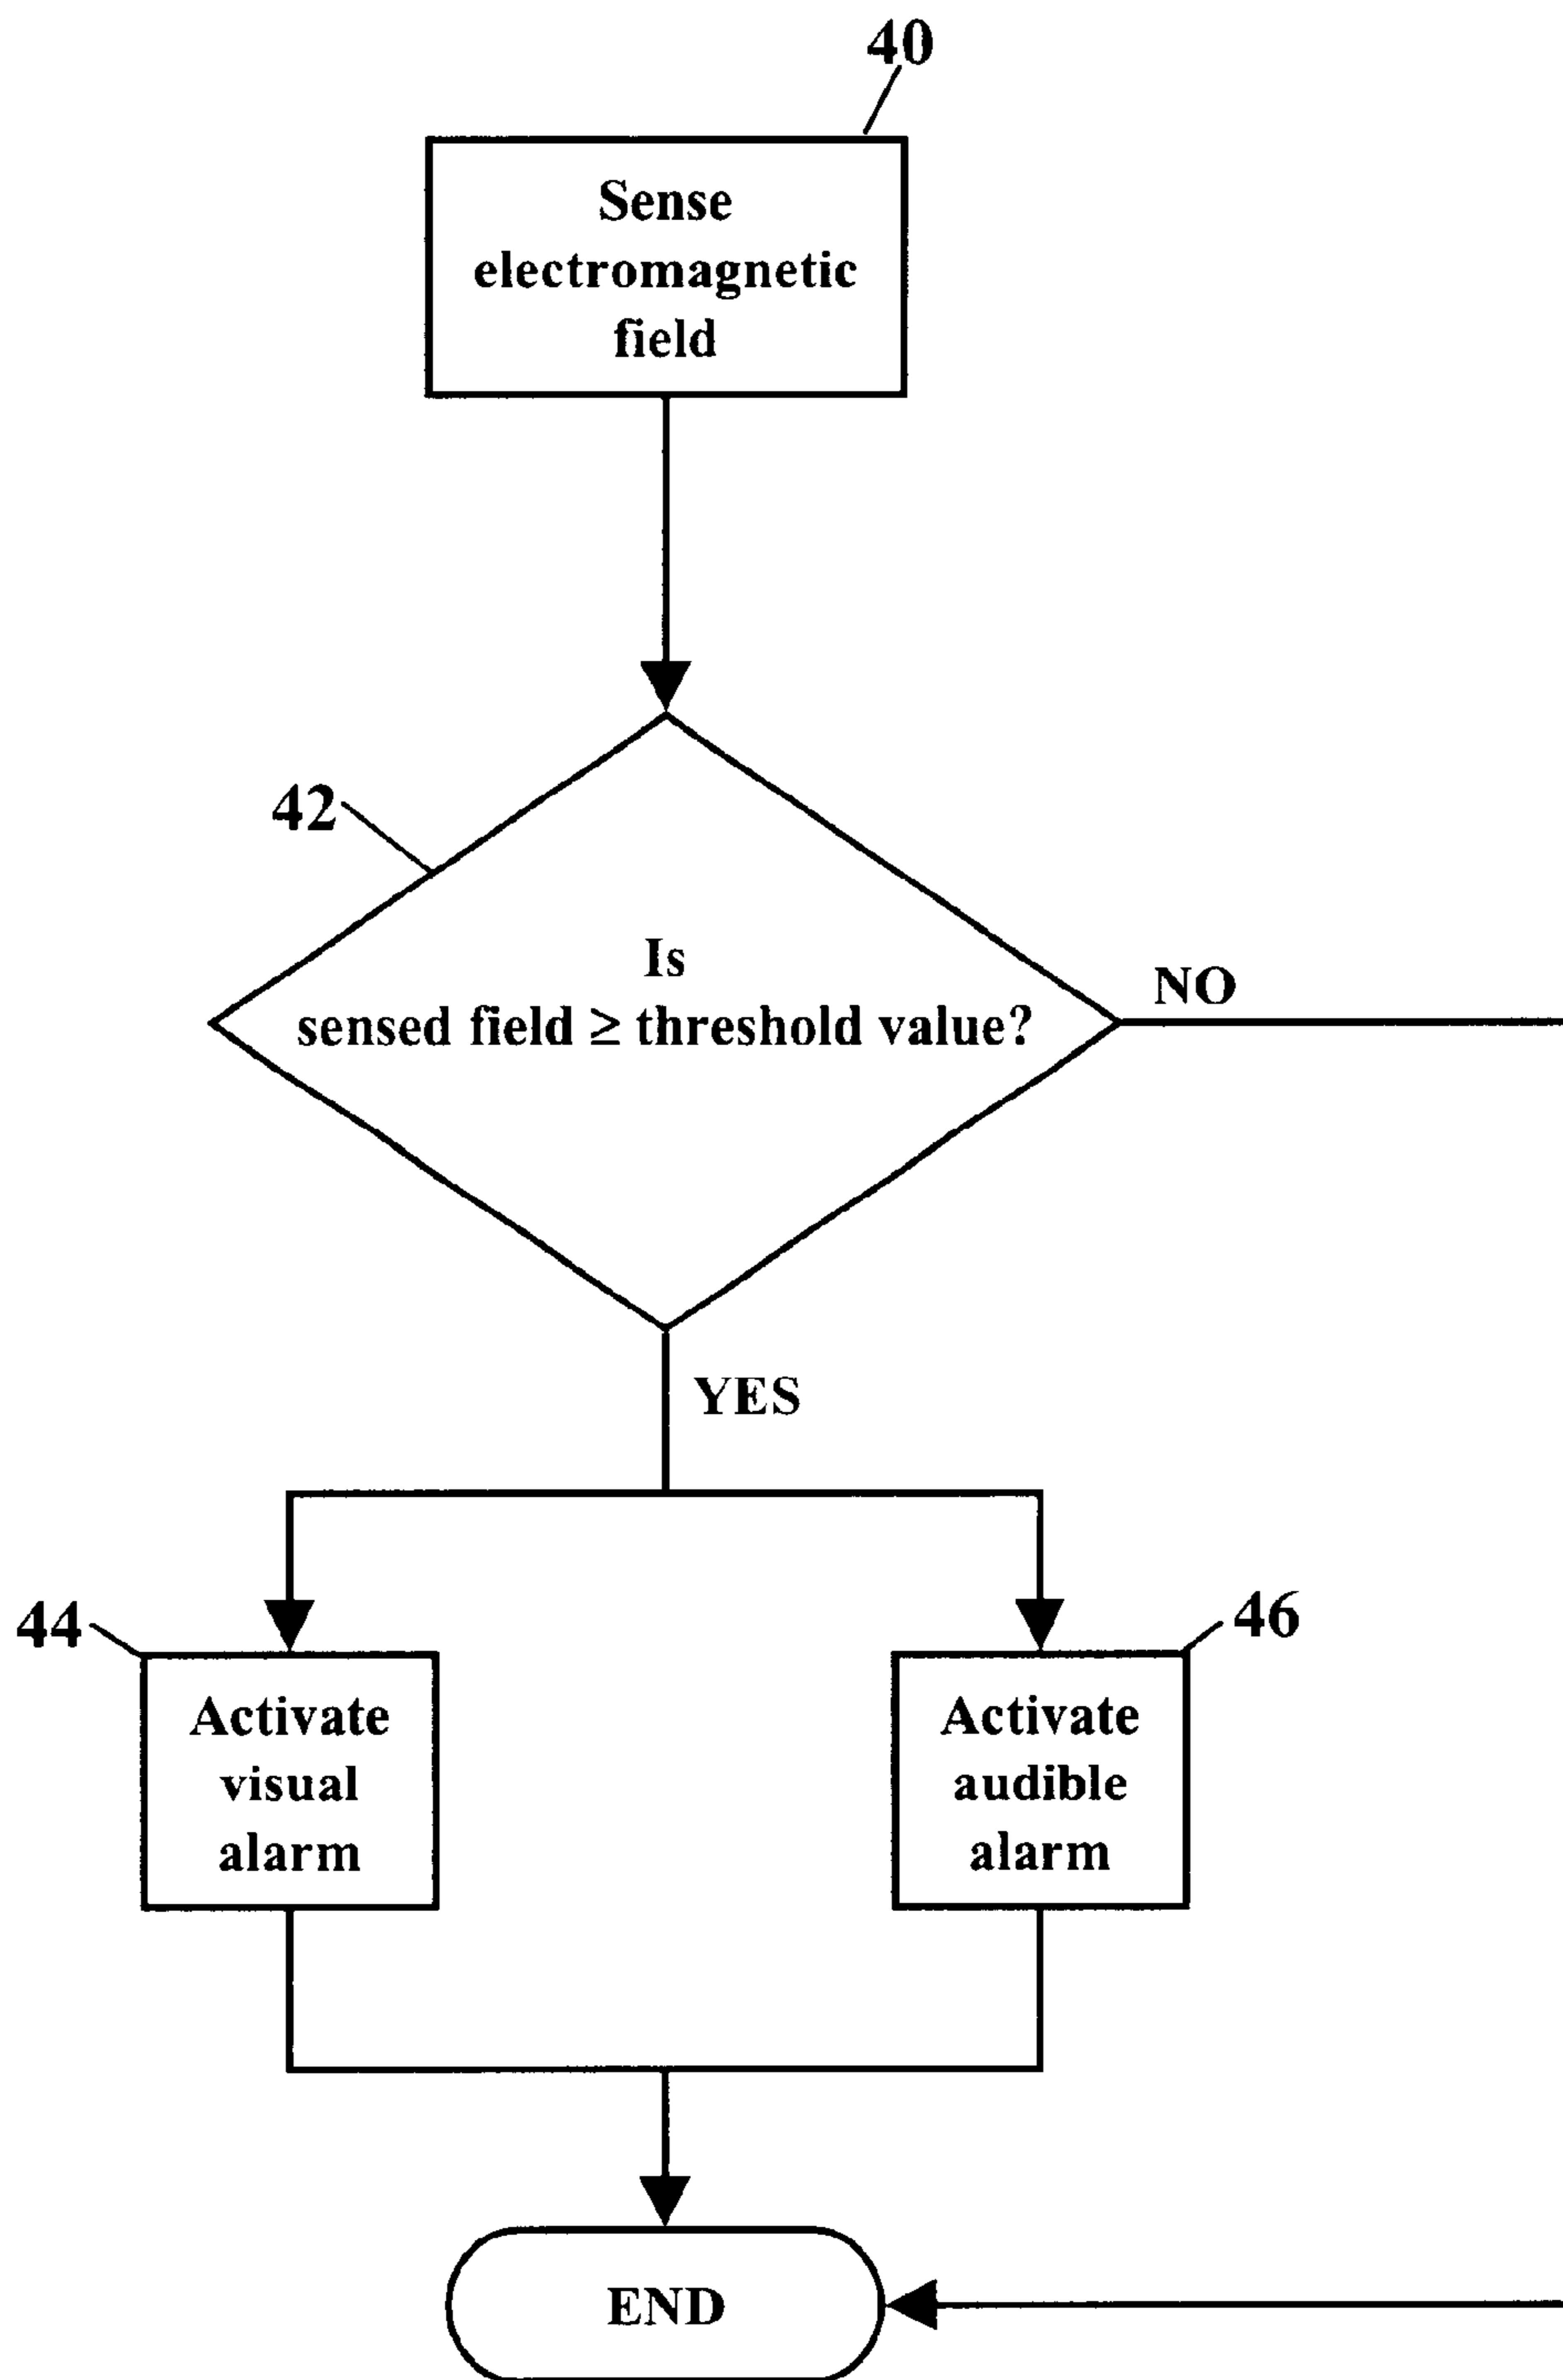 40
Sense
electromagnetic
field
42
Is
sensed field ≥ threshold value?
NO
YES
44
Activate
visual
alarm
46
Activate
audible
alarm
END